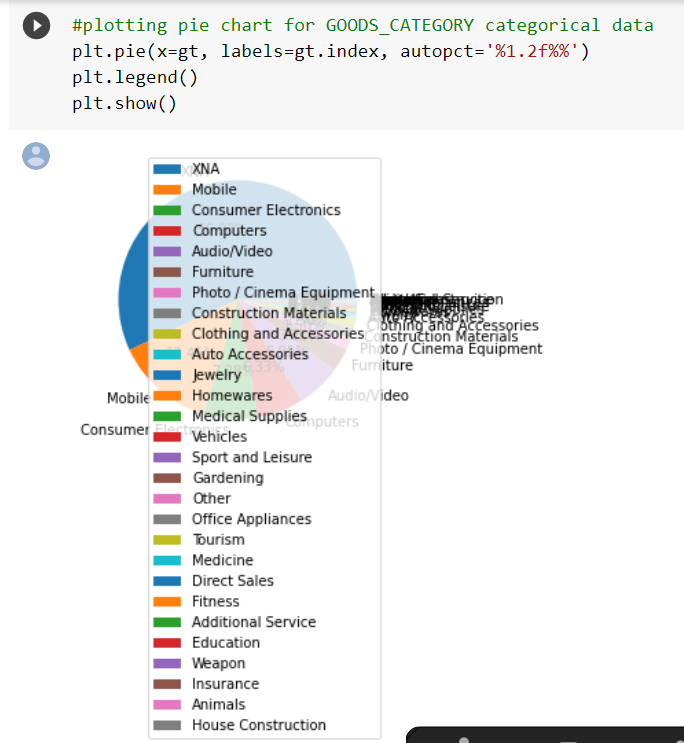 #plotting pie chart for GOODS_CATEGORY categorical data
plt.pie(x=gt, labels=gt.index, autopct='%1.2f%%')
plt.legend()
plt.show()
XNA
Mobile
Consumer Electronics
Computers
Audio/Video
Furniture
Photo / Cinema Equipment
Construction Materials
Clothing and Accessories
Auto Accessories
Jewelry
Homewares
Medical Supplies
Vehicles
Sport and Leisure
Gardening
Other
Office Appliances
Tourism
Medicine
Direct Sales
Fitness
Additional Service
Education
Weapon
Insurance
Animals
House Construction
Clothing and Accessories
Construction Materials
Photo / Cinema Equipment
Furniture
Audio/Video
Computers
Mobile
Consumer Electronics